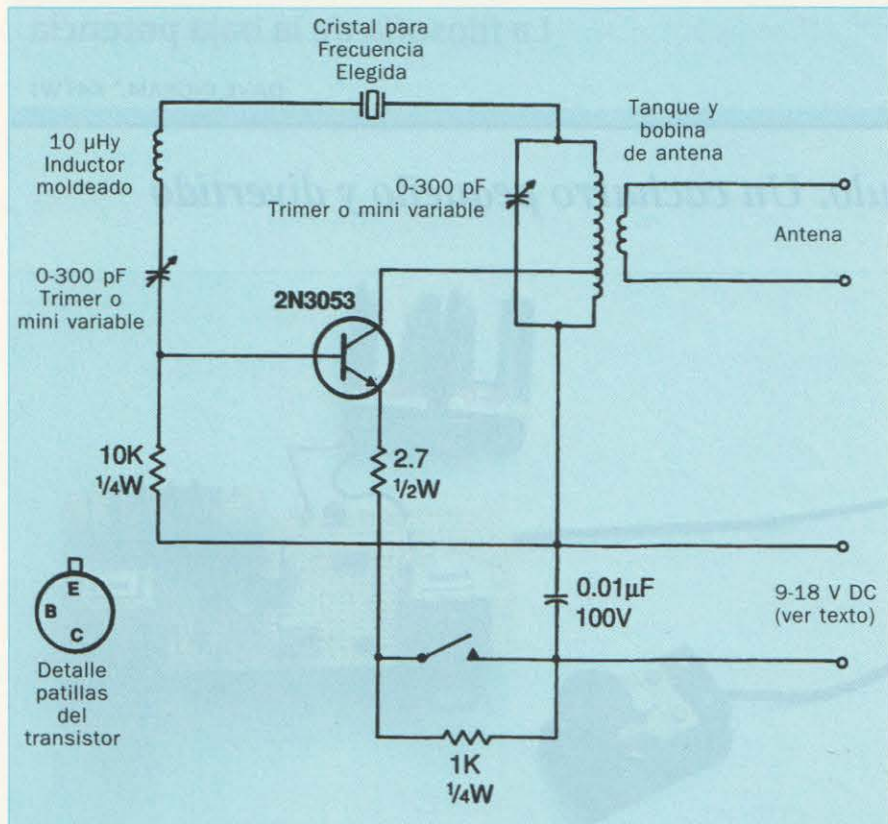 Cristal para
Frecuencia
Elegida
10 µHy
Inductor
moldeado
0-300 pF
Trimer o mini variable
Tanque y
bobina
de antena
Antena
0-300 pF
Trimer o
mini variable
2N3053
10K
1/4W
2.7
1/2W
E
B
C
Detalle
patillas
del
transistor
0.01µF
100V
9-18 V DC
(ver texto)
1K
1/4W